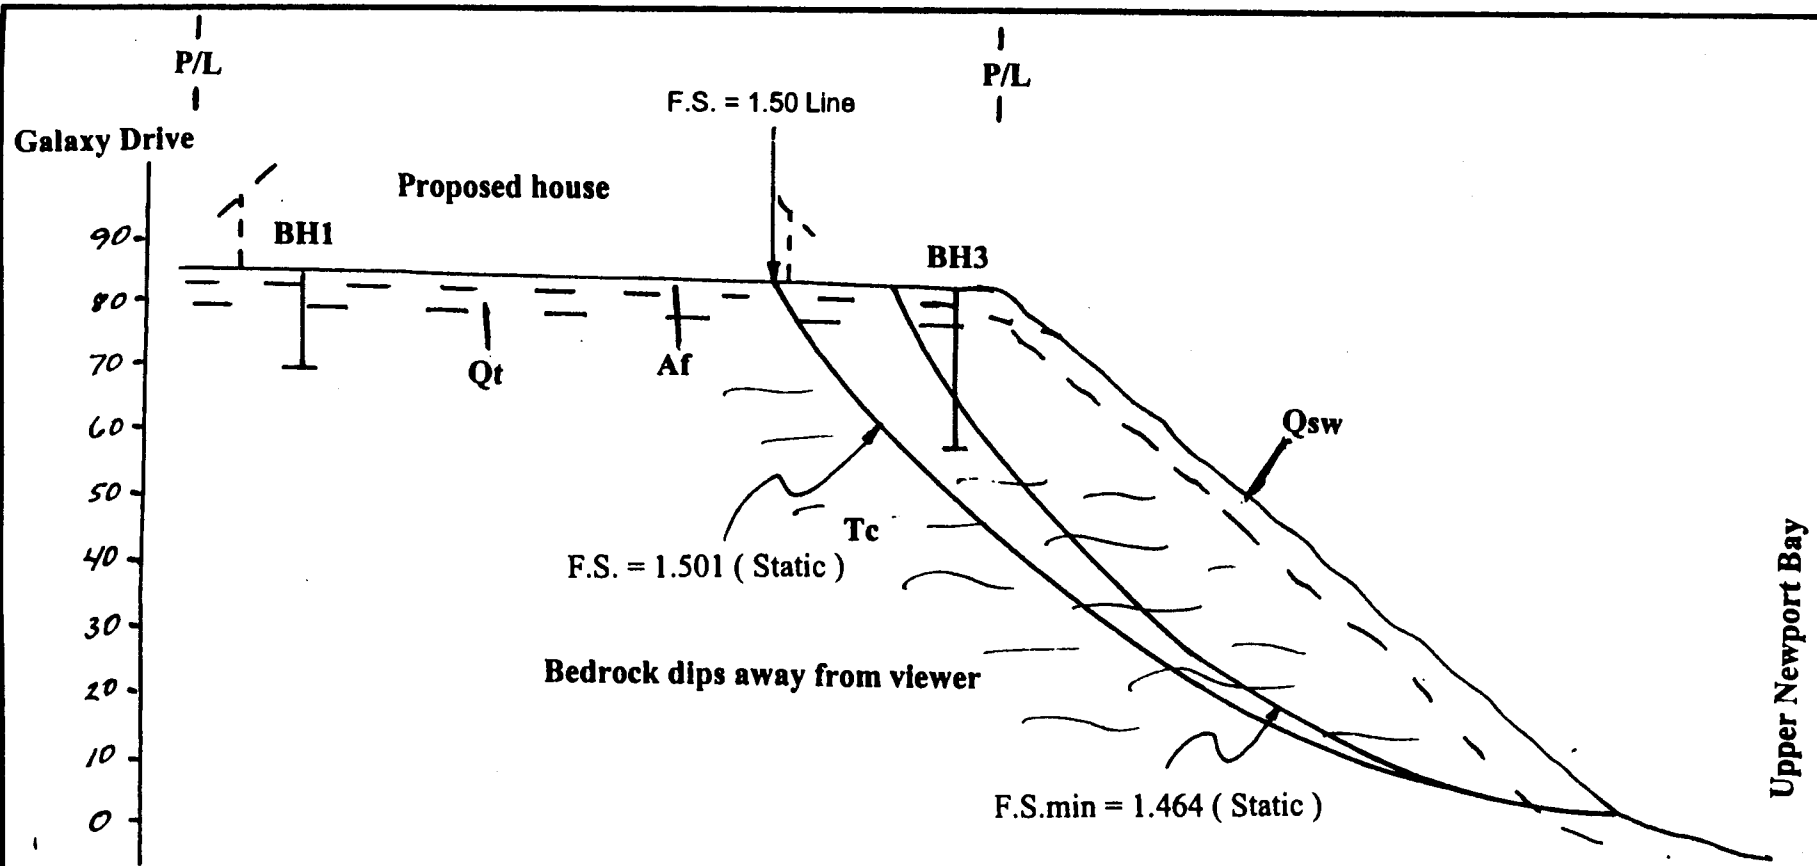 P/L
P/L
F.S. = 1.50 Line
Galaxy Drive
Proposed house
BH1
BH3
90
80
70
60
50
40
30
20
10
0
Qt
Af
Qsw
Tc
F.S. = 1.501 ( Static )
Bedrock dips away from viewer
F.S.min = 1.464 ( Static )
Upper Newport Bay